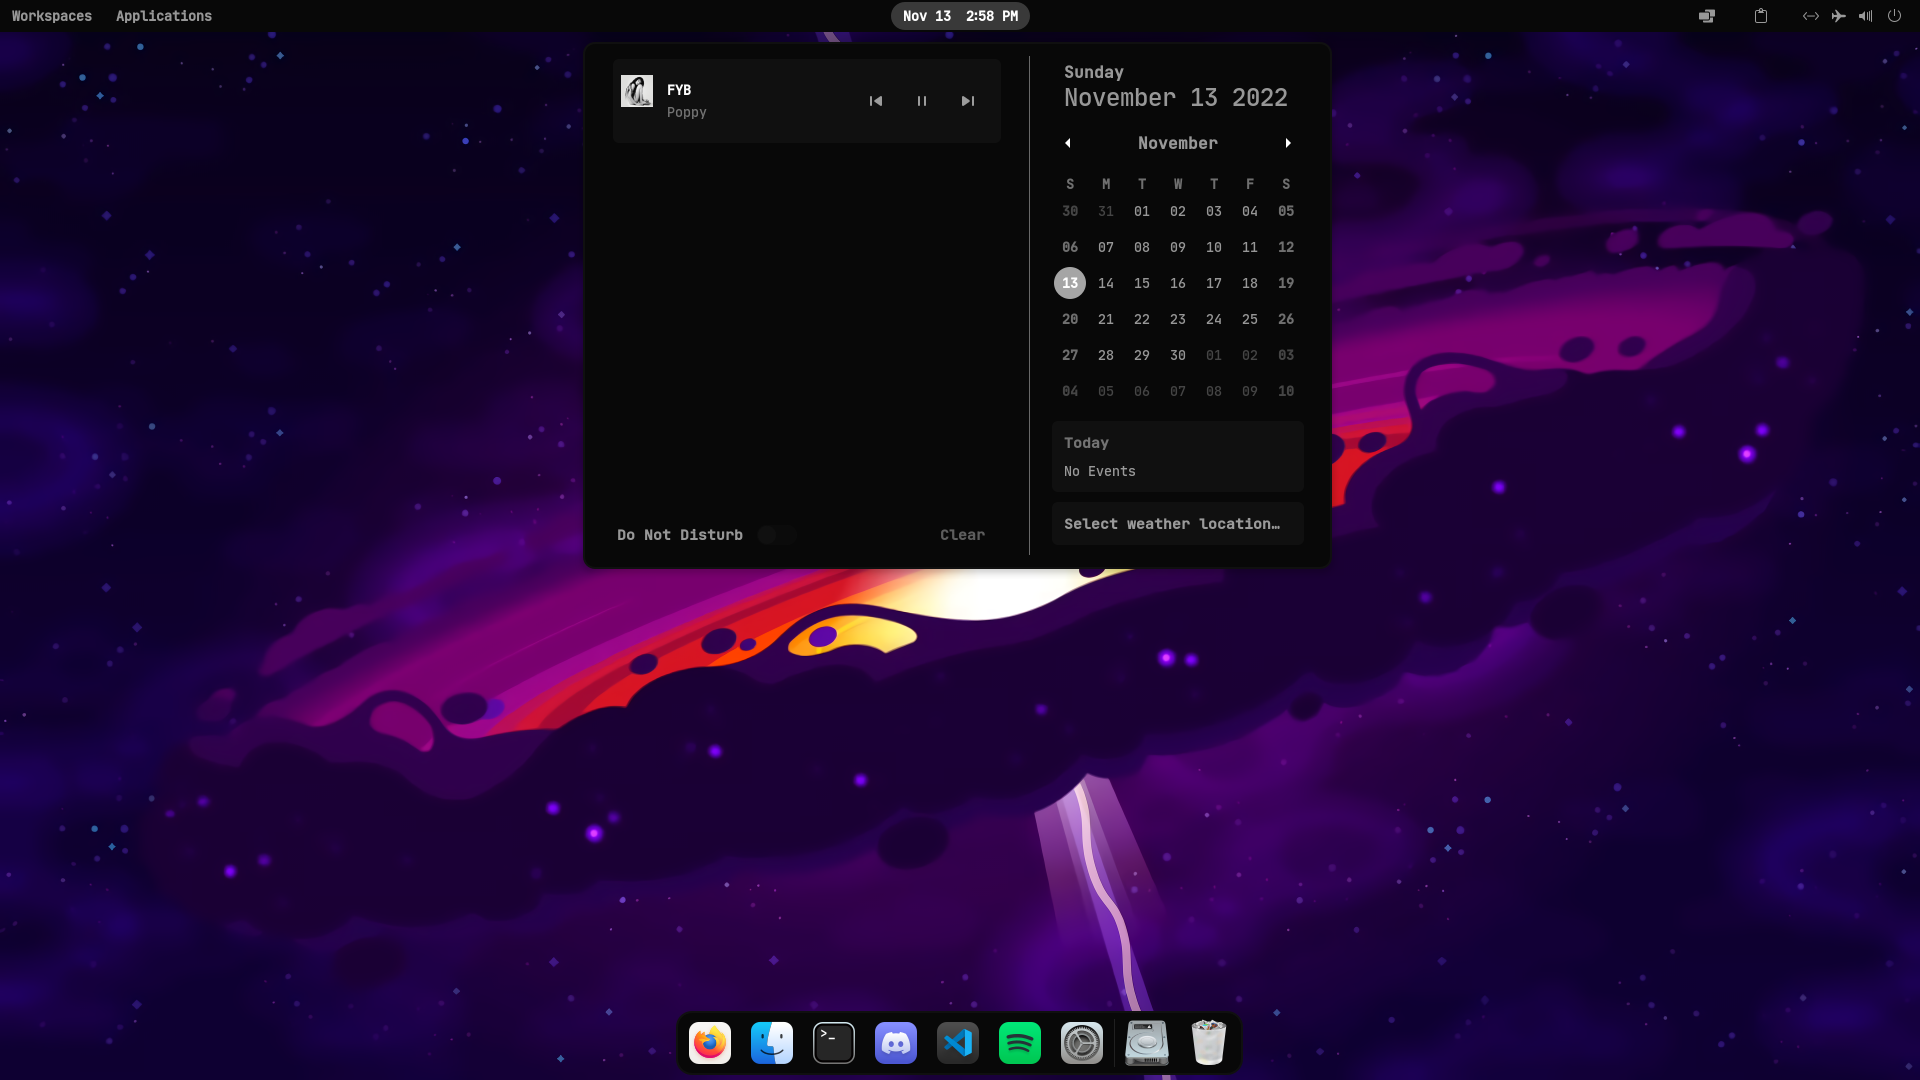 Workspaces Applications Nov 13 2:58 PM
FYB
Poppy
Do Not Disturb Clear
Sunday
November 13 2022
November
S M T W T F S
30 31 01 02 03 04 05
06 07 08 09 10 11 12
13 14 15 16 17 18 19
20 21 22 23 24 25 26
27 28 29 30 01 02 03
04 05 06 07 08 09 10
Today
No Events
Select weather location…
>_